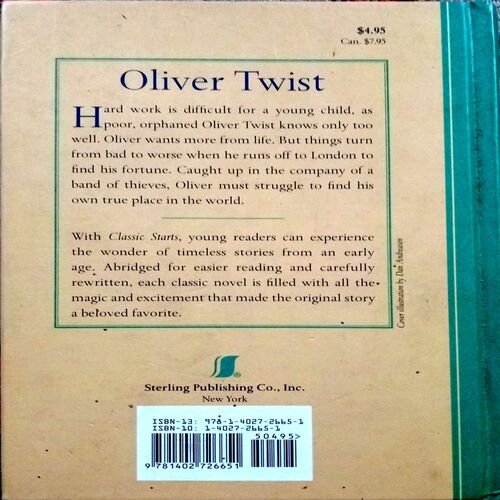 $4.95
Can. $7.95
Oliver Twist
Hard work is difficult for a young child, as
poor, orphaned Oliver Twist knows only too
well. Oliver wants more from life. But things turn
from bad to worse when he runs off to London to
find his fortune. Caught up in the company of a
band of thieves, Oliver must struggle to find his
own true place in the world.
With Classic Starts, young readers can experience
the wonder of timeless stories from an early
age. Abridged for easier reading and carefully
rewritten, each classic novel is filled with all the
magic and excitement that made the original story
a beloved favorite.
Cover illustration by Dan Andreasen
®
Sterling Publishing Co., Inc.
New York
ISBN-13: 978-1-4027-2665-1
ISBN-10: 1-4027-2665-1
50495>
9 781402 726651